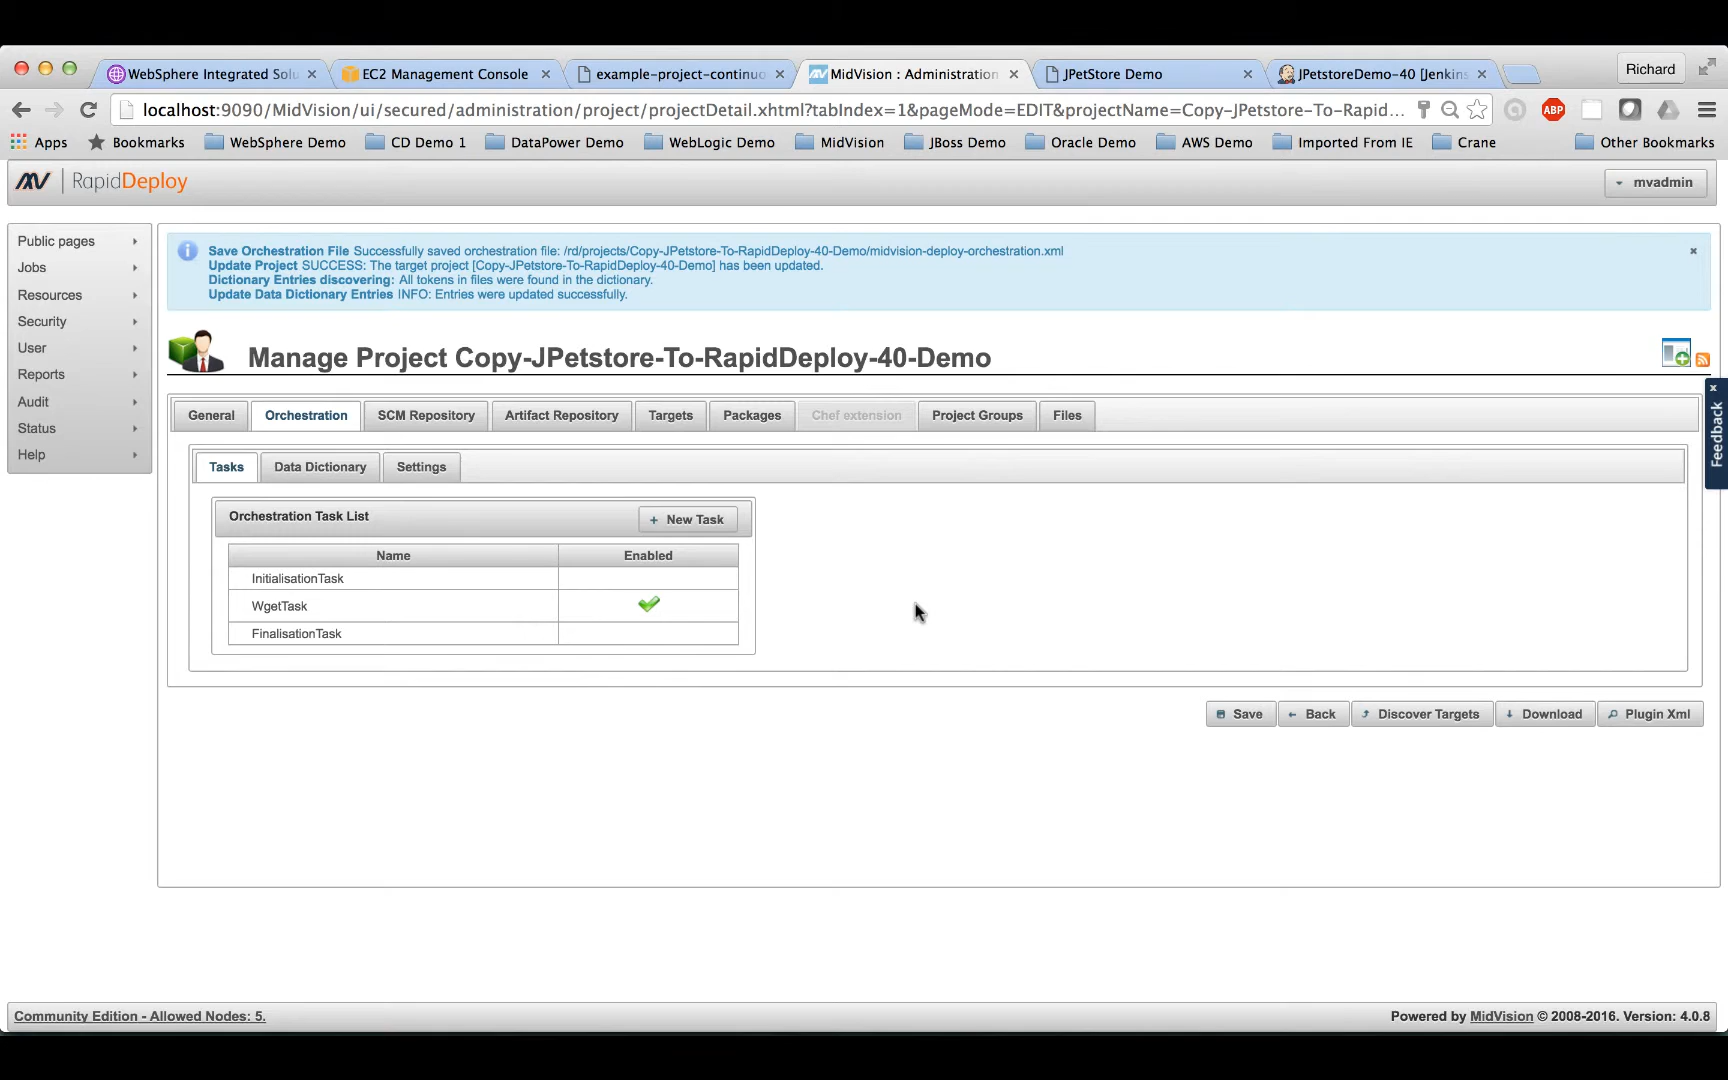 WebSphere Integrated Solu
EC2 Management Console
example-project-continuo
MidVision : Administration
JPetStore Demo
JPetstoreDemo-40 [Jenkins
Richard
localhost:9090/MidVision/ui/secured/administration/project/projectDetail.xhtml?tabIndex=1&pageMode=EDIT&projectName=Copy-JPetstore-To-Rapid...
ABP
Apps
Bookmarks
WebSphere Demo
CD Demo 1
DataPower Demo
WebLogic Demo
MidVision
JBoss Demo
Oracle Demo
AWS Demo
Imported From IE
Crane
Other Bookmarks
RapidDeploy
mvadmin
Public pages
Jobs
Resources
Security
User
Reports
Audit
Status
Help
Save Orchestration File Successfully saved orchestration file: /rd/projects/Copy-JPetstore-To-RapidDeploy-40-Demo/midvision-deploy-orchestration.xml
Update Project SUCCESS: The target project [Copy-JPetstore-To-RapidDeploy-40-Demo] has been updated.
Dictionary Entries discovering: All tokens in files were found in the dictionary.
Update Data Dictionary Entries INFO: Entries were updated successfully.
Manage Project Copy-JPetstore-To-RapidDeploy-40-Demo
General
Orchestration
SCM Repository
Artifact Repository
Targets
Packages
Chef extension
Project Groups
Files
Feedback
Tasks
Data Dictionary
Settings
Orchestration Task List
+ New Task
Name
Enabled
InitialisationTask
WgetTask
FinalisationTask
Save
Back
Discover Targets
Download
Plugin Xml
Community Edition - Allowed Nodes: 5.
Powered by MidVision © 2008-2016. Version: 4.0.8